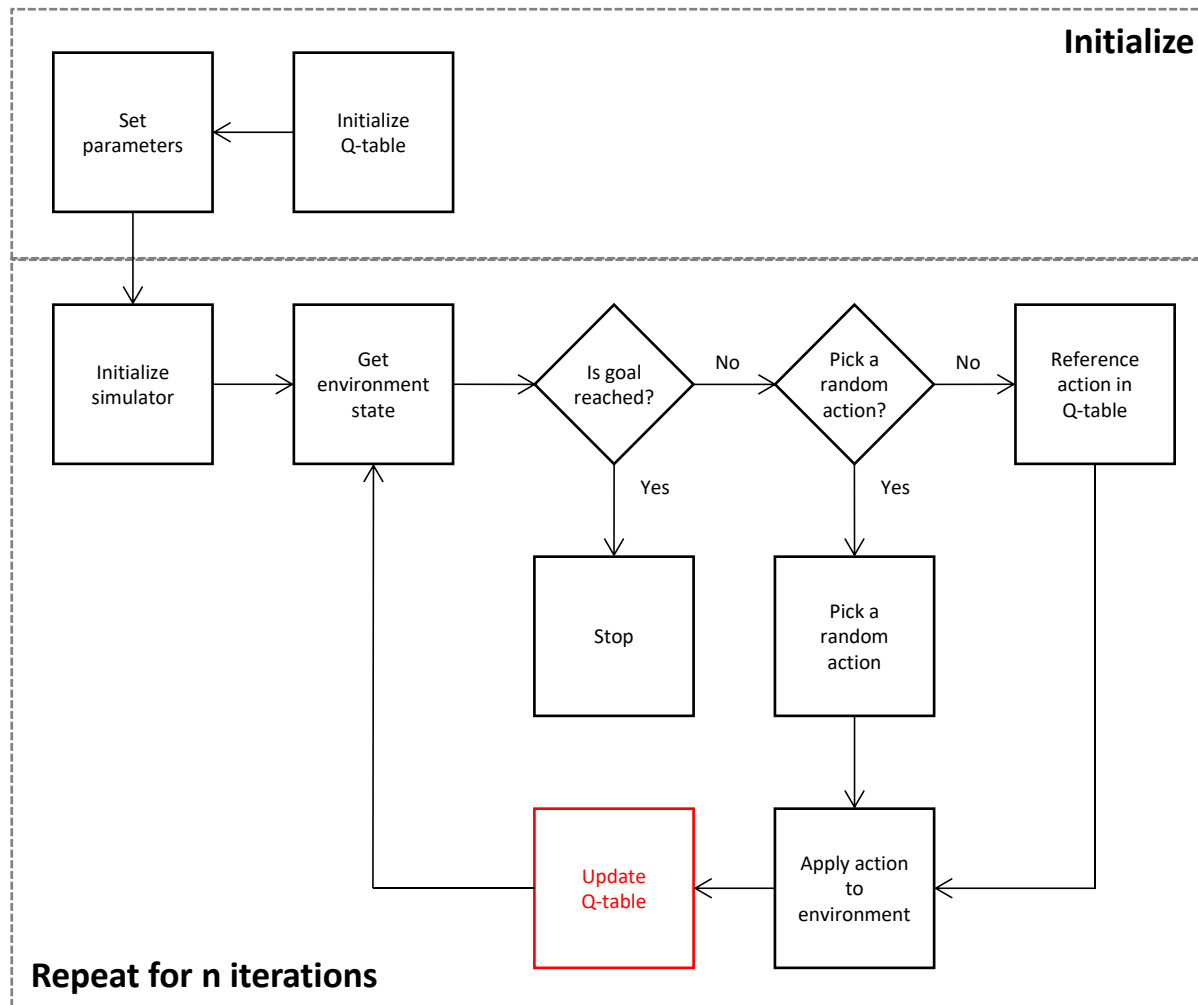 Initialize
Set
parameters
Initialize
Q-table
Initialize
simulator
Get
environment
state
Is goal
reached?
No
Pick a
random
action?
No
Reference
action in
Q-table
Yes
Yes
Stop
Pick a
random
action
Update
Q-table
Apply action
to
environment
Repeat for n iterations